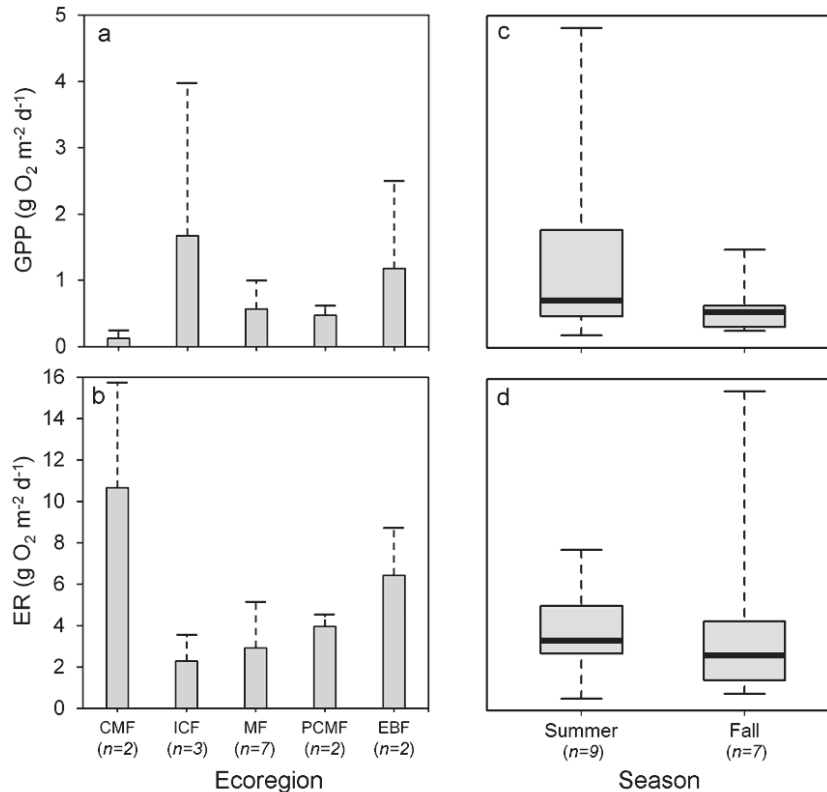 a
5
4
3
2
1
0
GPP (g O₂ m⁻² d⁻¹)
c
b
16
14
12
10
8
6
4
2
0
ER (g O₂ m⁻² d⁻¹)
d
CMF ICF MF PCMF EBF
(n=2) (n=3) (n=7) (n=2) (n=2)
Ecoregion
Summer Fall
(n=9) (n=7)
Season